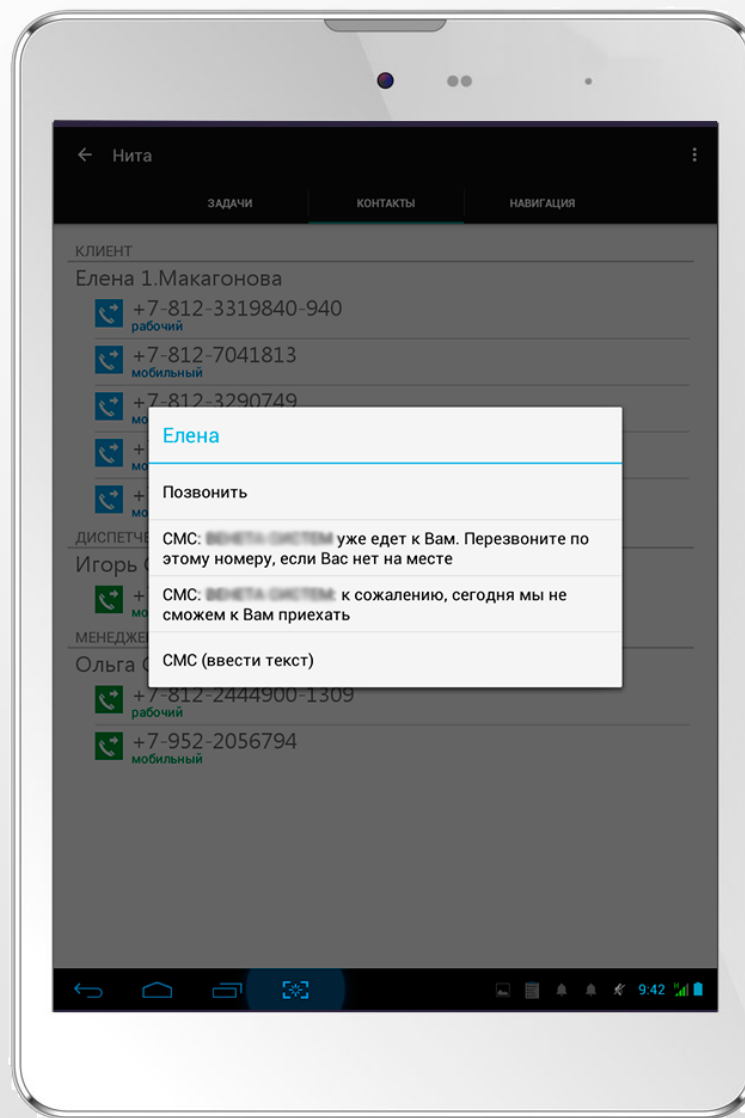 Нита
ЗАДАЧИ
КОНТАКТЫ
НАВИГАЦИЯ
КЛИЕНТ
Елена 1.Макагонова
+7-812-3319840-940
рабочий
+7-812-7041813
мобильный
+7-812-3290749
Елена
Позвонить
СМС: уже едет к Вам. Перезвоните по
этому номеру, если Вас нет на месте
СМС: к сожалению, сегодня мы не
сможем к Вам приехать
СМС (ввести текст)
Игорь
Ольга
+7-812-2444900-1309
рабочий
+7-952-2056794
мобильный
9:42